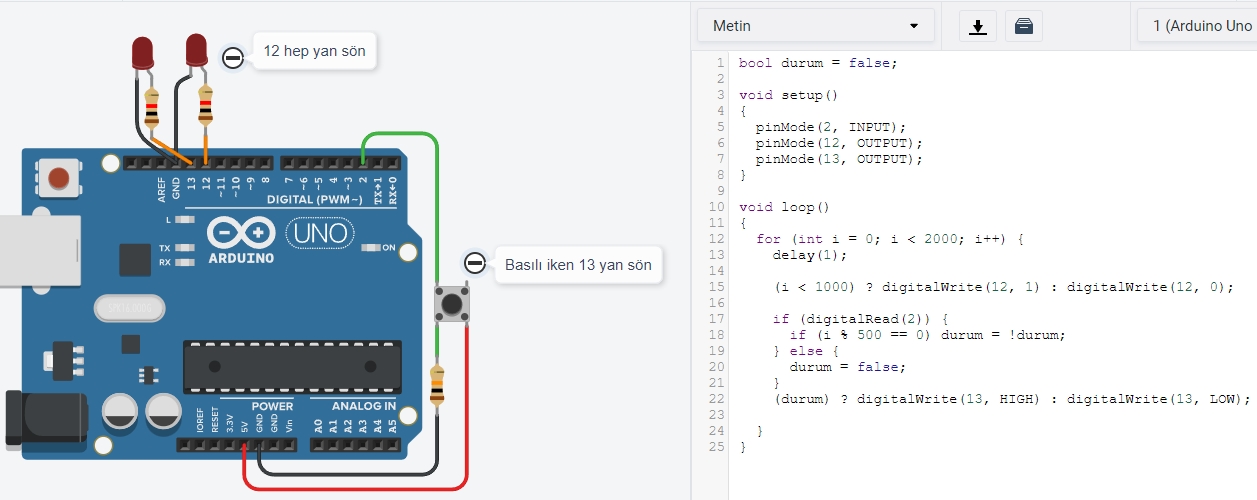 12 hep yan sön
Metin
1 (Arduino Uno
1 bool durum = false;
2
3 void setup()
4 {
5 pinMode(2, INPUT);
6 pinMode(12, OUTPUT);
7 pinMode(13, OUTPUT);
8 }
9
10 void loop()
11 {
12 for (int i = 0; i < 2000; i++) {
13 delay(1);
14
15 (i < 1000) ? digitalWrite(12, 1) : digitalWrite(12, 0);
16
17 if (digitalRead(2)) {
18 if (i % 500 == 0) durum = !durum;
19 } else {
20 durum = false;
21 }
22 (durum) ? digitalWrite(13, HIGH) : digitalWrite(13, LOW);
23
24 }
25 }
AREF
GND
13
12
~11
~10
~9
8
7
~6
~5
4
~3
2
TX→1
RX←0
DIGITAL (PWM~)
L
TX
RX
UNO
ARDUINO
ON
Basılı iken 13 yan sön
POWER
ANALOG IN
IOREF
RESET
3.3V
5V
GND
GND
Vin
A0
A1
A2
A3
A4
A5